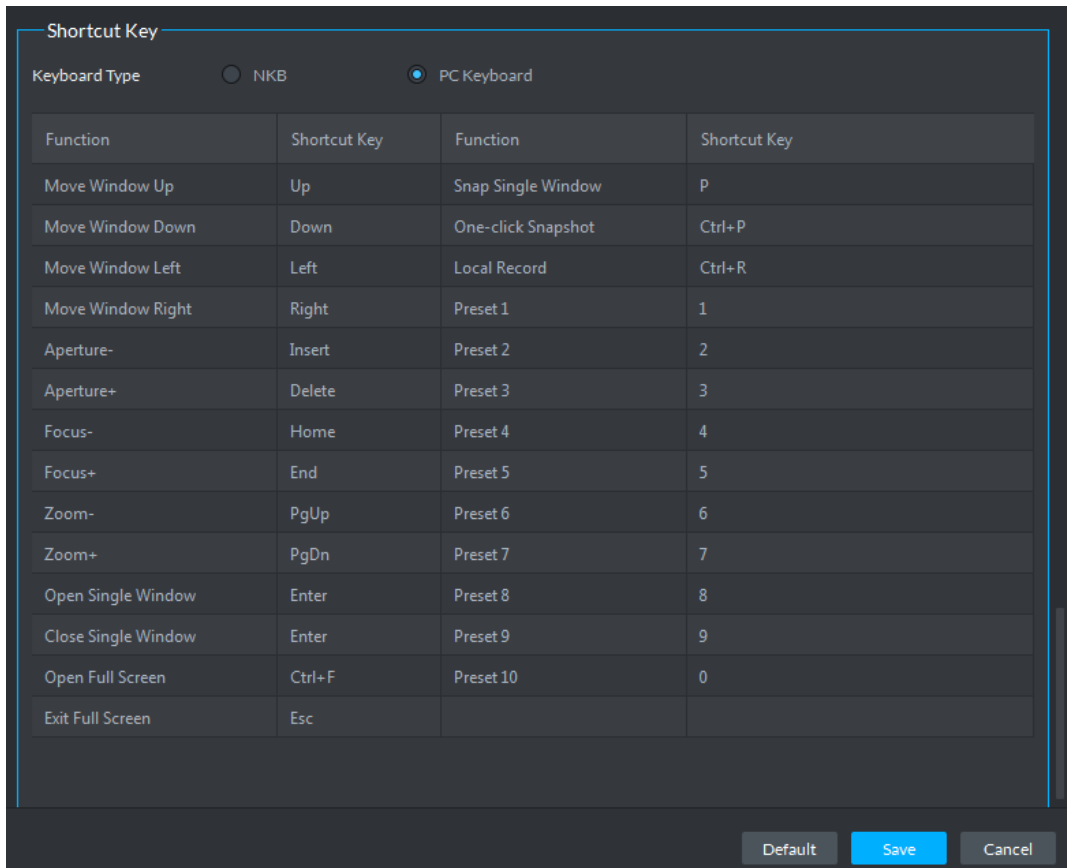 Shortcut Key
Keyboard Type NKB PC Keyboard
Function Shortcut Key Function Shortcut Key
Move Window Up Up Snap Single Window P
Move Window Down Down One-click Snapshot Ctrl+P
Move Window Left Left Local Record Ctrl+R
Move Window Right Right Preset 1 1
Aperture- Insert Preset 2 2
Aperture+ Delete Preset 3 3
Focus- Home Preset 4 4
Focus+ End Preset 5 5
Zoom- PgUp Preset 6 6
Zoom+ PgDn Preset 7 7
Open Single Window Enter Preset 8 8
Close Single Window Enter Preset 9 9
Open Full Screen Ctrl+F Preset 10 0
Exit Full Screen Esc
Default Save Cancel